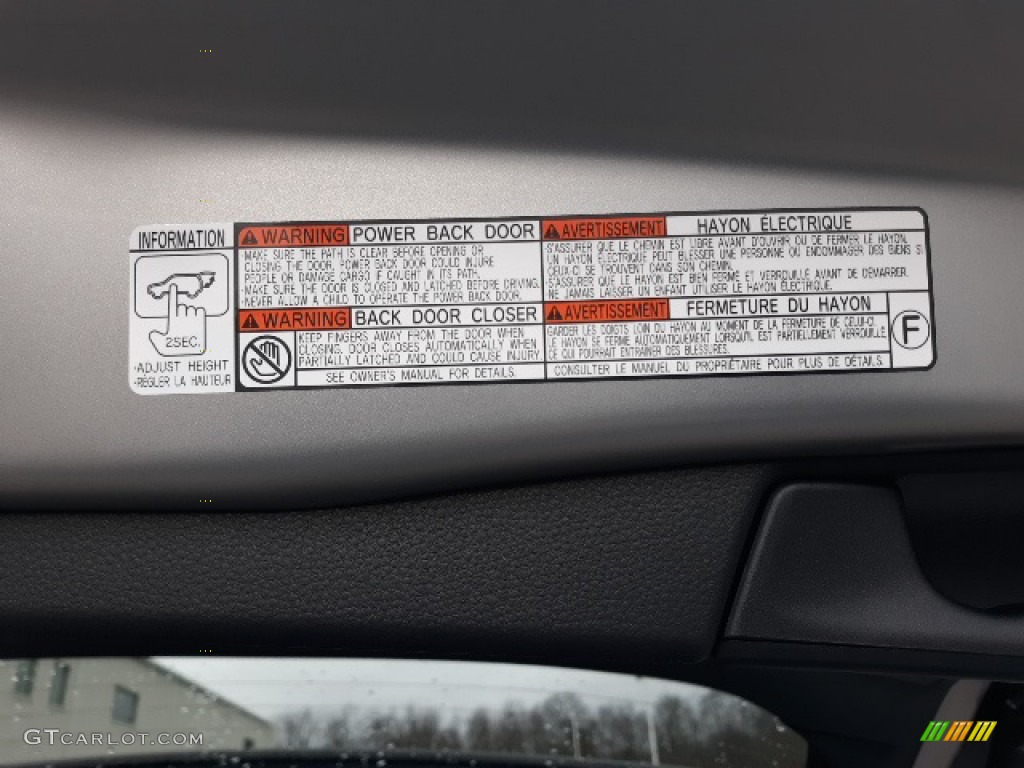 INFORMATION
2SEC.
·ADJUST HEIGHT
·RÉGLER LA HAUTEUR
WARNING POWER BACK DOOR
·MAKE SURE THE PATH IS CLEAR BEFORE OPENING OR
CLOSING THE DOOR. POWER BACK DOOR COULD INJURE
PEOPLE OR DAMAGE CARGO IF CAUGHT IN ITS PATH.
·MAKE SURE THE DOOR IS CLOSED AND LATCHED BEFORE DRIVING.
·NEVER ALLOW A CHILD TO OPERATE THE POWER BACK DOOR.
WARNING BACK DOOR CLOSER
KEEP FINGERS AWAY FROM THE DOOR WHEN
CLOSING. DOOR CLOSES AUTOMATICALLY WHEN
PARTIALLY LATCHED AND COULD CAUSE INJURY.
SEE OWNER'S MANUAL FOR DETAILS.
AVERTISSEMENT HAYON ÉLECTRIQUE
·S'ASSURER QUE LE CHEMIN EST LIBRE AVANT D'OUVRIR OU DE FERMER LE HAYON.
UN HAYON ÉLECTRIQUE PEUT BLESSER UNE PERSONNE OU ENDOMMAGER DES BIENS SI
CEUX-CI SE TROUVENT DANS SON CHEMIN.
·S'ASSURER QUE LE HAYON EST BIEN FERMÉ ET VERROUILLÉ AVANT DE DÉMARRER.
·NE JAMAIS LAISSER UN ENFANT UTILISER LE HAYON ÉLECTRIQUE.
AVERTISSEMENT FERMETURE DU HAYON
GARDER LES DOIGTS LOIN DU HAYON AU MOMENT DE LA FERMETURE DE CELUI-CI.
LE HAYON SE FERME AUTOMATIQUEMENT LORSQU'IL EST PARTIELLEMENT VERROUILLÉ
CE QUI POURRAIT ENTRAÎNER DES BLESSURES.
CONSULTER LE MANUEL DU PROPRIÉTAIRE POUR PLUS DE DÉTAILS.
F
GTCARLOT.COM